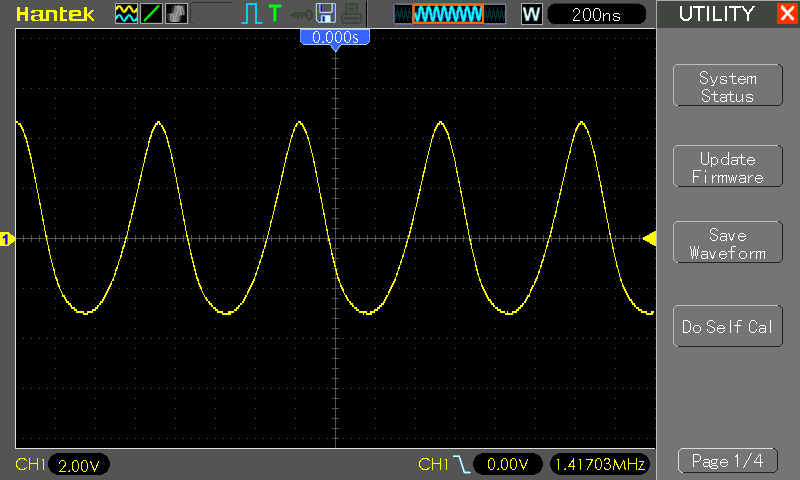 Hantek
T
W
200ns
UTILITY
0.000s
System
Status
Update
Firmware
Save
Waveform
Do Self Cal
1
CH1 2.00V
CH1 0.00V 1.41703MHz
Page 1/4